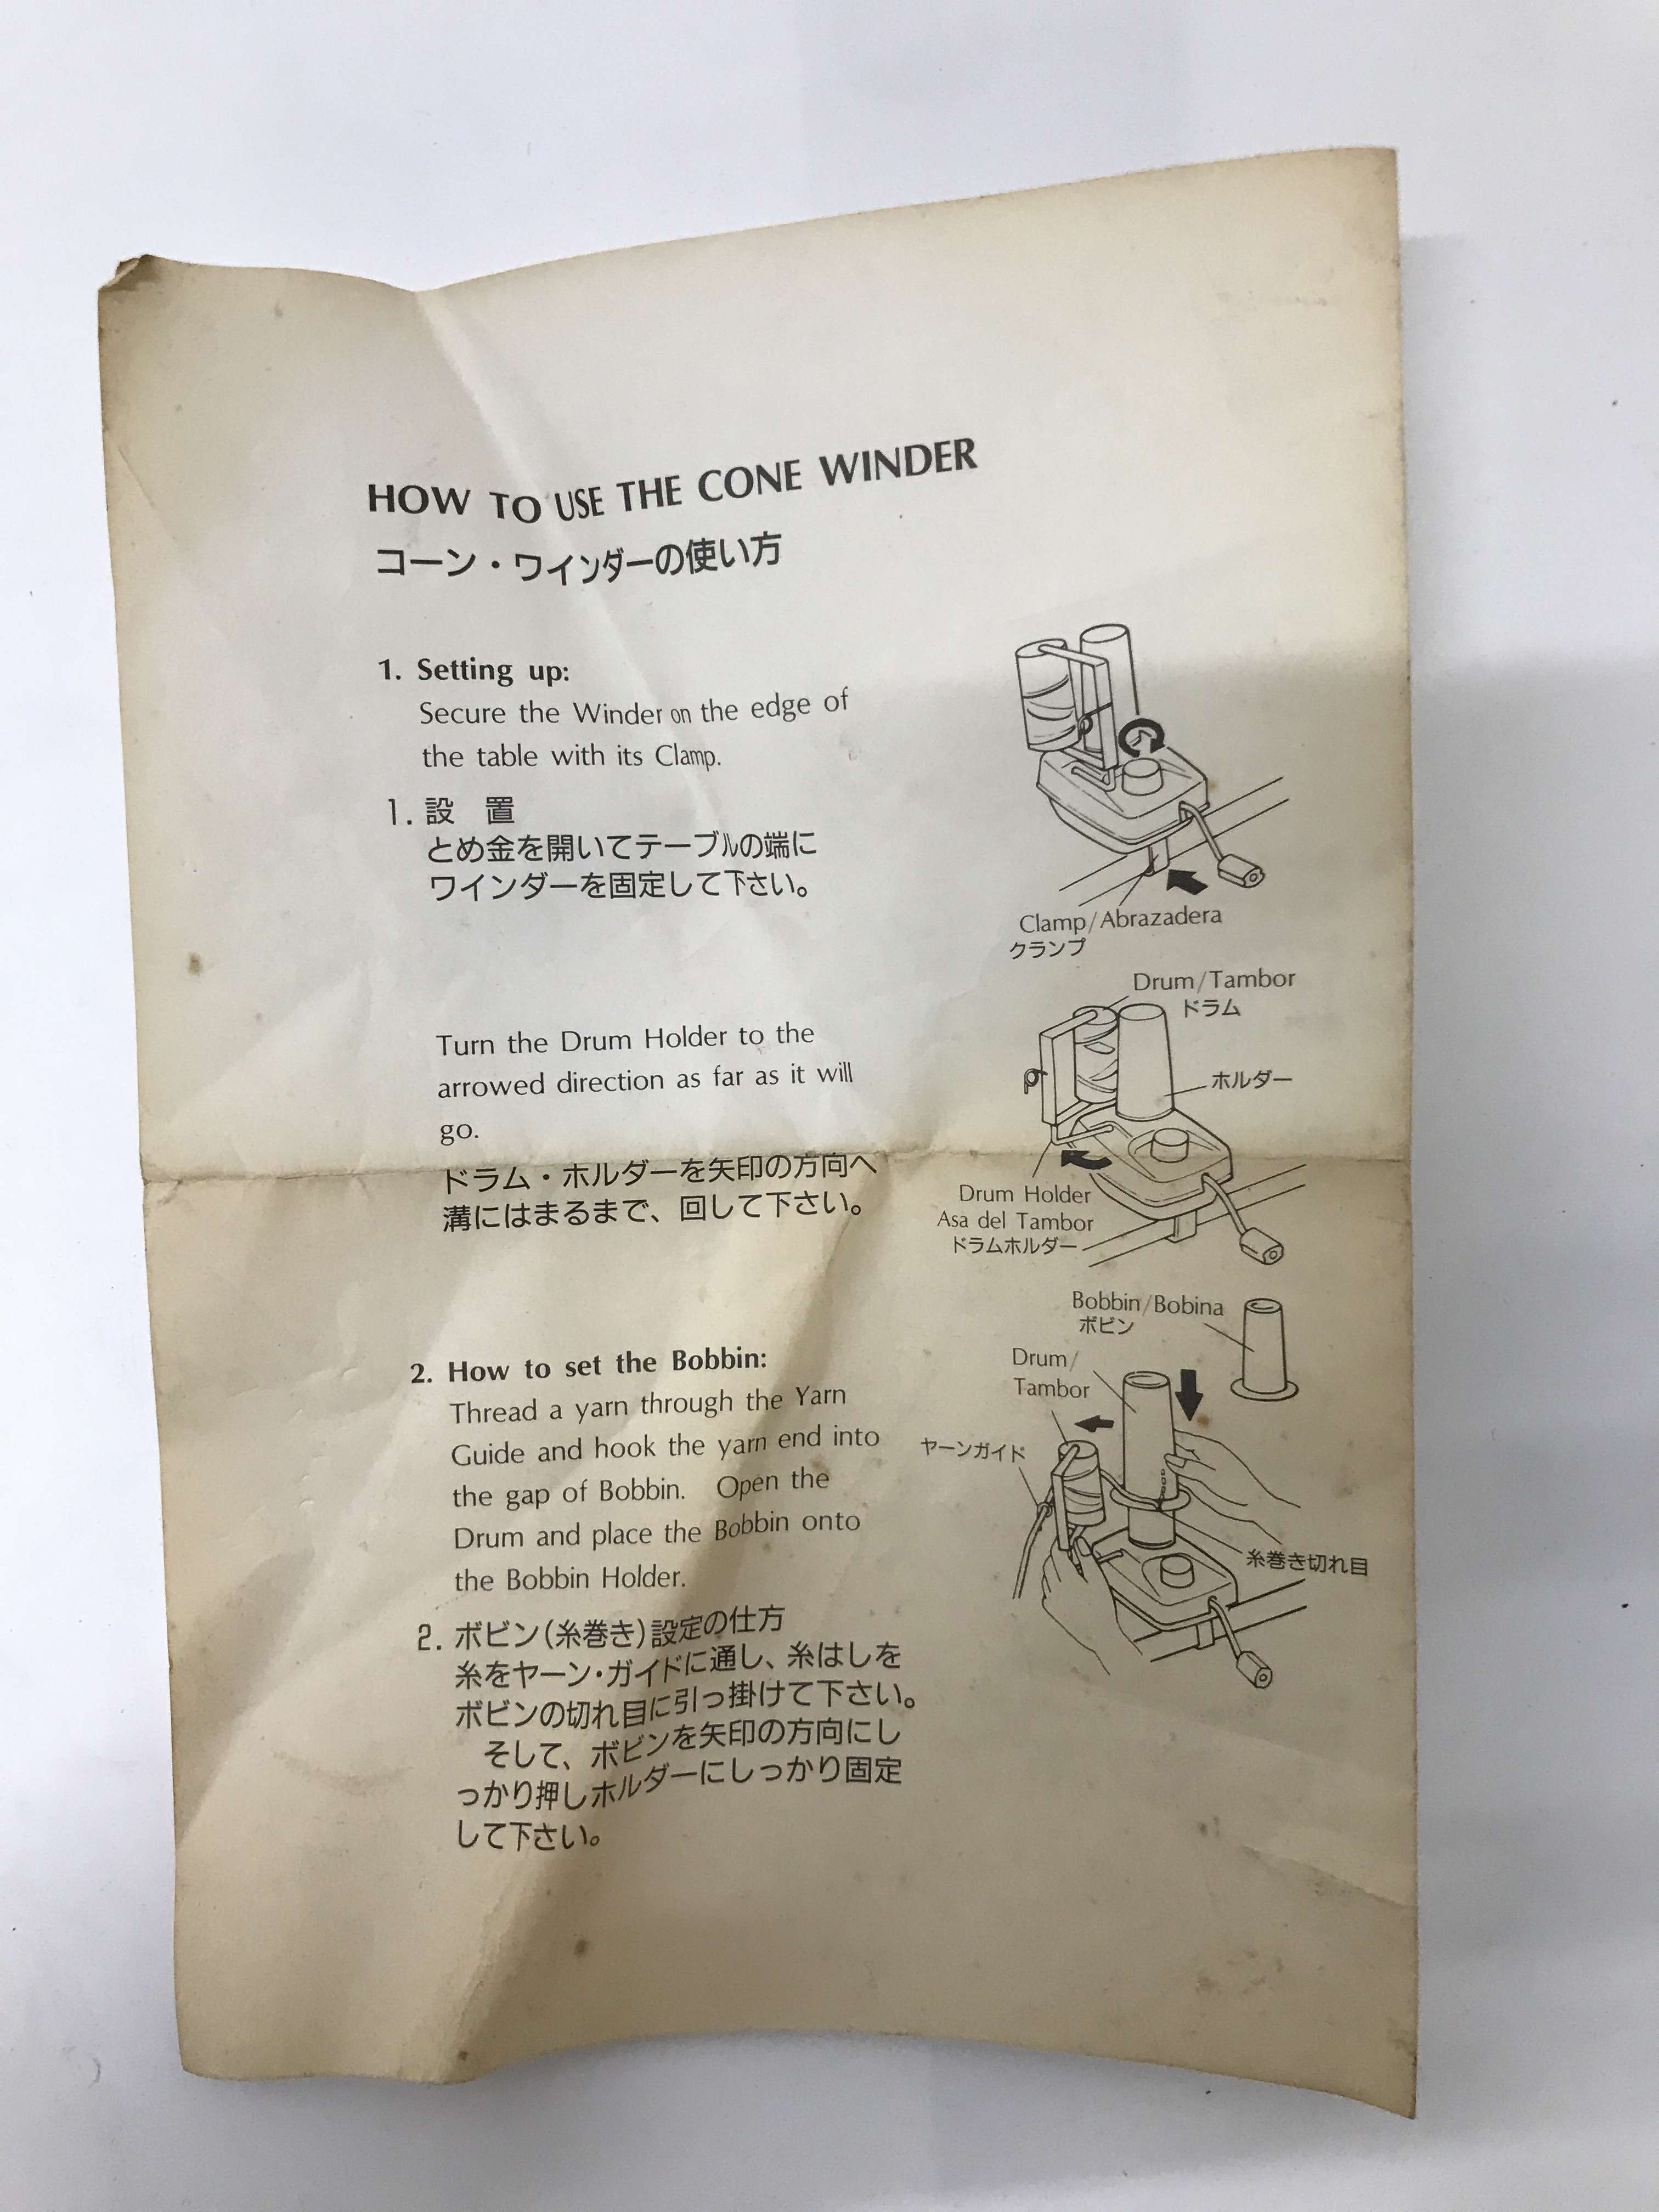 HOW TO USE THE CONE WINDER
コーン・ワインダーの使い方
1. Setting up:
Secure the Winder on the edge of
the table with its Clamp.
1. 設　置
とめ金を開いてテーブルの端に
ワインダーを固定して下さい。
Clamp/Abrazadera
クランプ
Drum/Tambor
ドラム
ホルダー
Turn the Drum Holder to the
arrowed direction as far as it will
go.
ドラム・ホルダーを矢印の方向へ
溝にはまるまで、回して下さい。
Drum Holder
Asa del Tambor
ドラムホルダー
Bobbin/Bobina
ボビン
Drum/
Tambor
ヤーンガイド
糸巻き切れ目
2. How to set the Bobbin:
Thread a yarn through the Yarn
Guide and hook the yarn end into
the gap of Bobbin. Open the
Drum and place the Bobbin onto
the Bobbin Holder.
2. ボビン(糸巻き)設定の仕方
糸をヤーン・ガイドに通し、糸はしを
ボビンの切れ目に引っ掛けて下さい。
そして、ボビンを矢印の方向にし
っかり押しホルダーにしっかり固定
して下さい。